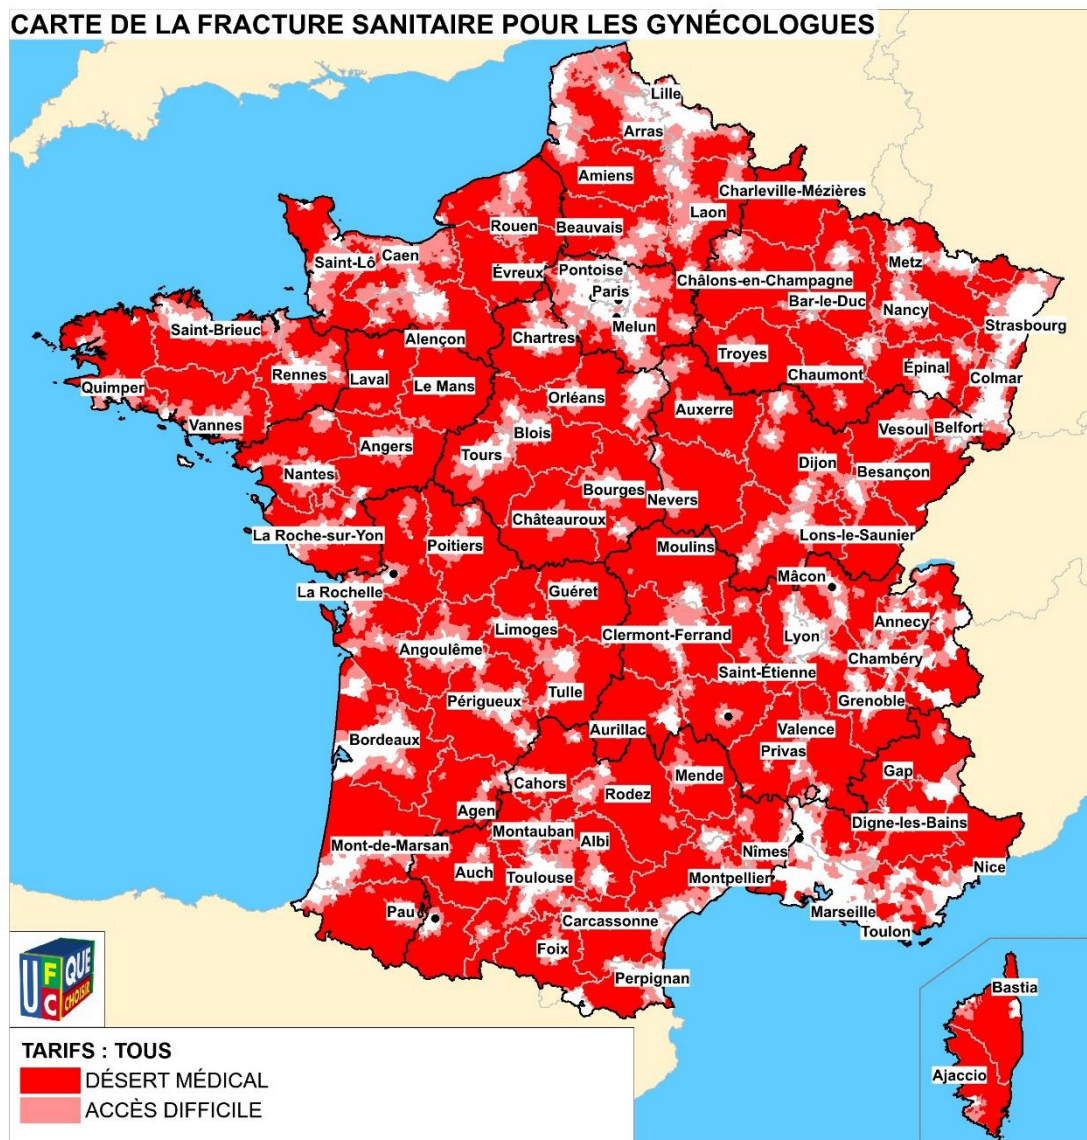 CARTE DE LA FRACTURE SANITAIRE POUR LES GYNÉCOLOGUES
Lille
Arras
Amiens
Charleville-Mézières
Laon
Rouen
Beauvais
Caen
Saint-Lô
Évreux
Pontoise
Paris
Melun
Châlons-en-Champagne
Metz
Bar-le-Duc
Nancy
Strasbourg
Saint-Brieuc
Alençon
Chartres
Troyes
Chaumont
Épinal
Colmar
Quimper
Rennes
Laval
Le Mans
Orléans
Auxerre
Vannes
Vesoul
Belfort
Angers
Blois
Tours
Dijon
Besançon
Nantes
Bourges
Nevers
Châteauroux
La Roche-sur-Yon
Poitiers
Moulins
Lons-le-Saunier
Mâcon
La Rochelle
Guéret
Annecy
Limoges
Clermont-Ferrand
Lyon
Angoulême
Chambéry
Saint-Étienne
Tulle
Périgueux
Grenoble
Aurillac
Valence
Bordeaux
Privas
Cahors
Mende
Gap
Rodez
Agen
Digne-les-Bains
Montauban
Albi
Mont-de-Marsan
Nîmes
Nice
Auch
Toulouse
Montpellier
Marseille
Pau
Carcassonne
Toulon
Foix
Perpignan
Bastia
Ajaccio
UFC
QUE
CHOISIR
TARIFS : TOUS
DÉSERT MÉDICAL
ACCÈS DIFFICILE